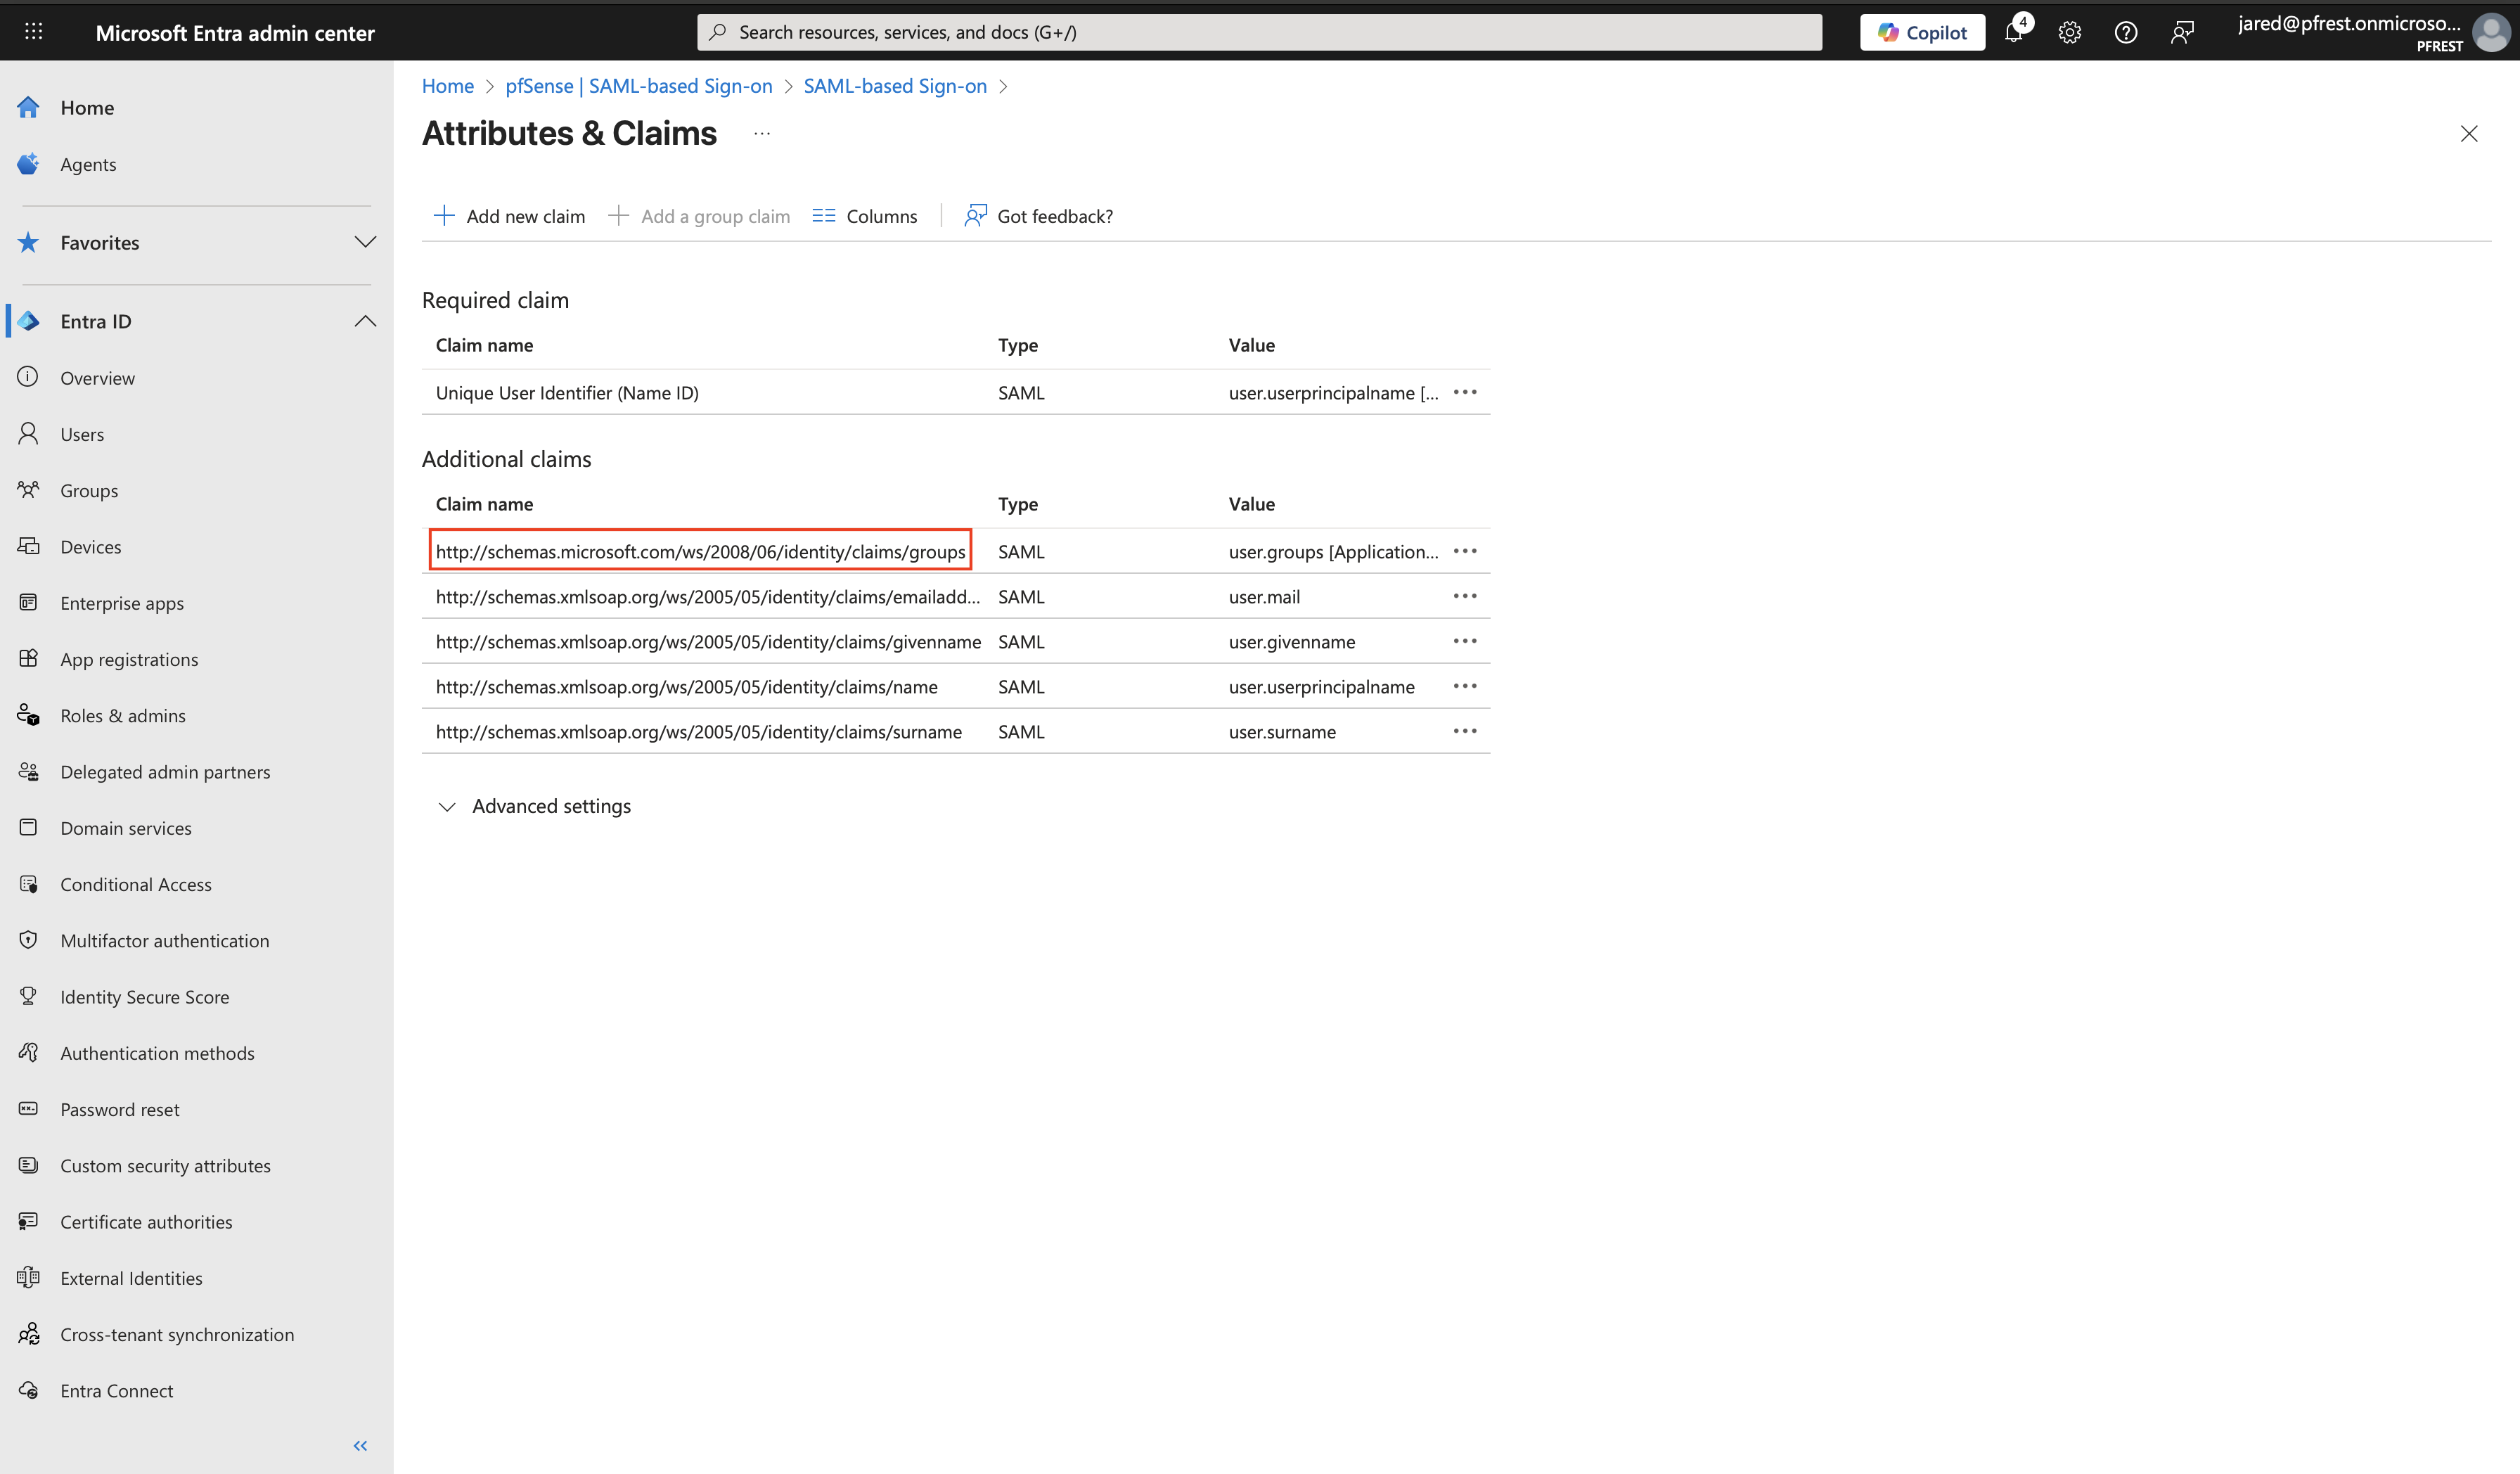 Microsoft Entra admin center
Search resources, services, and docs (G+/)
Copilot
4
jared@pfrest.onmicroso...
PFREST
Home
Agents
Favorites
Entra ID
Overview
Users
Groups
Devices
Enterprise apps
App registrations
Roles & admins
Delegated admin partners
Domain services
Conditional Access
Multifactor authentication
Identity Secure Score
Authentication methods
Password reset
Custom security attributes
Certificate authorities
External Identities
Cross-tenant synchronization
Entra Connect
Home > pfSense | SAML-based Sign-on > SAML-based Sign-on >
Attributes & Claims ...
Add new claim Add a group claim Columns Got feedback?
Required claim
Claim name Type Value
Unique User Identifier (Name ID) SAML user.userprincipalname [...
Additional claims
Claim name Type Value
http://schemas.microsoft.com/ws/2008/06/identity/claims/groups SAML user.groups [Application...
http://schemas.xmlsoap.org/ws/2005/05/identity/claims/emailadd... SAML user.mail
http://schemas.xmlsoap.org/ws/2005/05/identity/claims/givenname SAML user.givenname
http://schemas.xmlsoap.org/ws/2005/05/identity/claims/name SAML user.userprincipalname
http://schemas.xmlsoap.org/ws/2005/05/identity/claims/surname SAML user.surname
Advanced settings